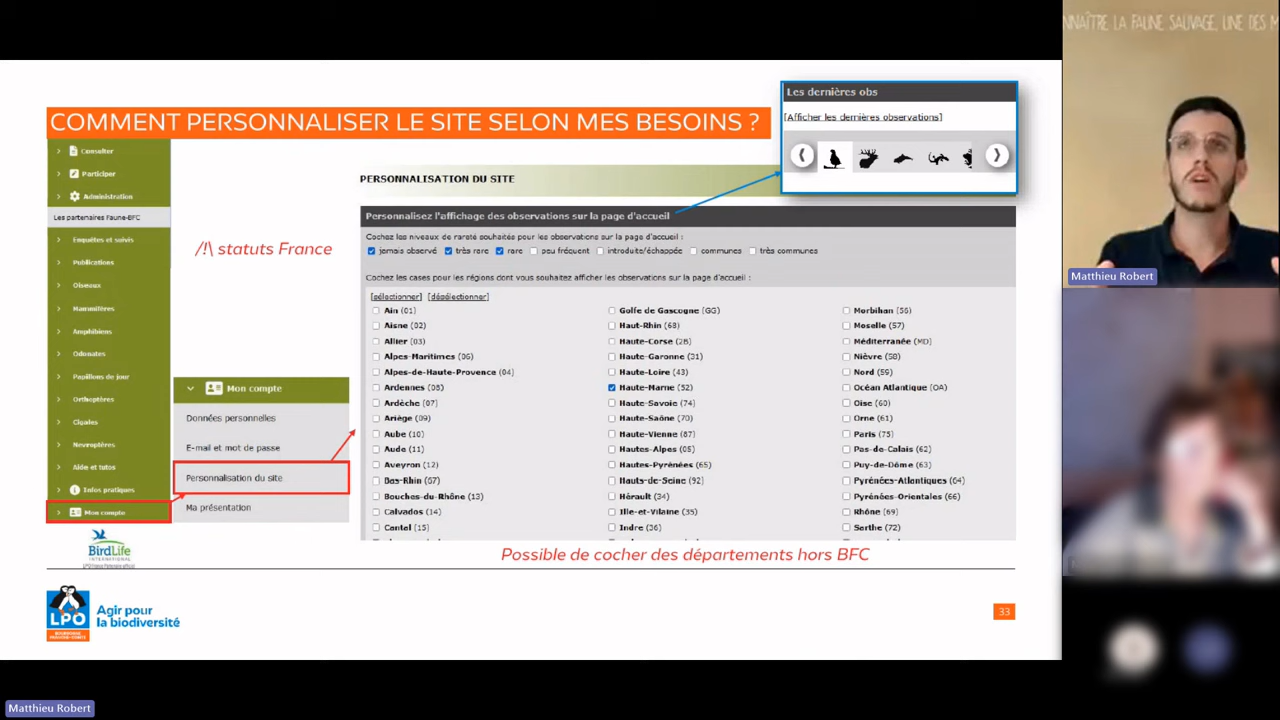 COMMENT PERSONNALISER LE SITE SELON MES BESOINS ?
Consulter
Participer
Administration
Les partenaires Faune-BFC
Enquêtes et suivis
Publications
Oiseaux
Mammifères
Amphibiens
Odonates
Papillons de jour
Orthoptères
Cigales
Névroptères
Aide et tutos
Infos pratiques
Mon compte
/!\ statuts France
Mon compte
Données personnelles
E-mail et mot de passe
Personnalisation du site
Ma présentation
PERSONNALISATION DU SITE
Personnalisez l'affichage des observations sur la page d'accueil
Cochez les niveaux de rareté souhaitée pour les observations sur la page d'accueil :
jamais observé très rare rare peu fréquent introduite/échappée communes très communes
Cochez les cases pour les régions dont vous souhaitez afficher les observations sur la page d'accueil :
[sélectionner] [désélectionner]
Ain (01)
Aisne (02)
Allier (03)
Alpes-Maritimes (06)
Alpes-de-Haute-Provence (04)
Ardennes (08)
Ardèche (07)
Ariège (09)
Aube (10)
Aude (11)
Aveyron (12)
Bas-Rhin (67)
Bouches-du-Rhône (13)
Calvados (14)
Cantal (15)
Golfe de Gascogne (GG)
Haut-Rhin (68)
Haute-Corse (2B)
Haute-Garonne (31)
Haute-Loire (43)
Haute-Marne (52)
Haute-Savoie (74)
Haute-Saône (70)
Haute-Vienne (87)
Hautes-Alpes (05)
Hautes-Pyrénées (65)
Hauts-de-Seine (92)
Hérault (34)
Ille-et-Vilaine (35)
Indre (36)
Morbihan (56)
Moselle (57)
Méditerranée (MD)
Nièvre (58)
Nord (59)
Océan Atlantique (OA)
Oise (60)
Orne (61)
Paris (75)
Pas-de-Calais (62)
Puy-de-Dôme (63)
Pyrénées-Atlantiques (64)
Pyrénées-Orientales (66)
Rhône (69)
Sarthe (72)
Les dernières obs
[Afficher les dernières observations]
Possible de cocher des départements hors BFC
BirdLife
INTERNATIONAL
LPO
Agir pour
la biodiversité
33
NNAÎTRE LA FAUNE SAUVAGE, UNE DES M
Matthieu Robert
Matthieu Robert